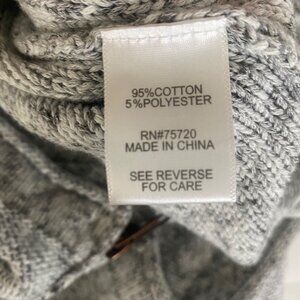 95%COTTON
5%POLYESTER
RN#75720
MADE IN CHINA
SEE REVERSE
FOR CARE